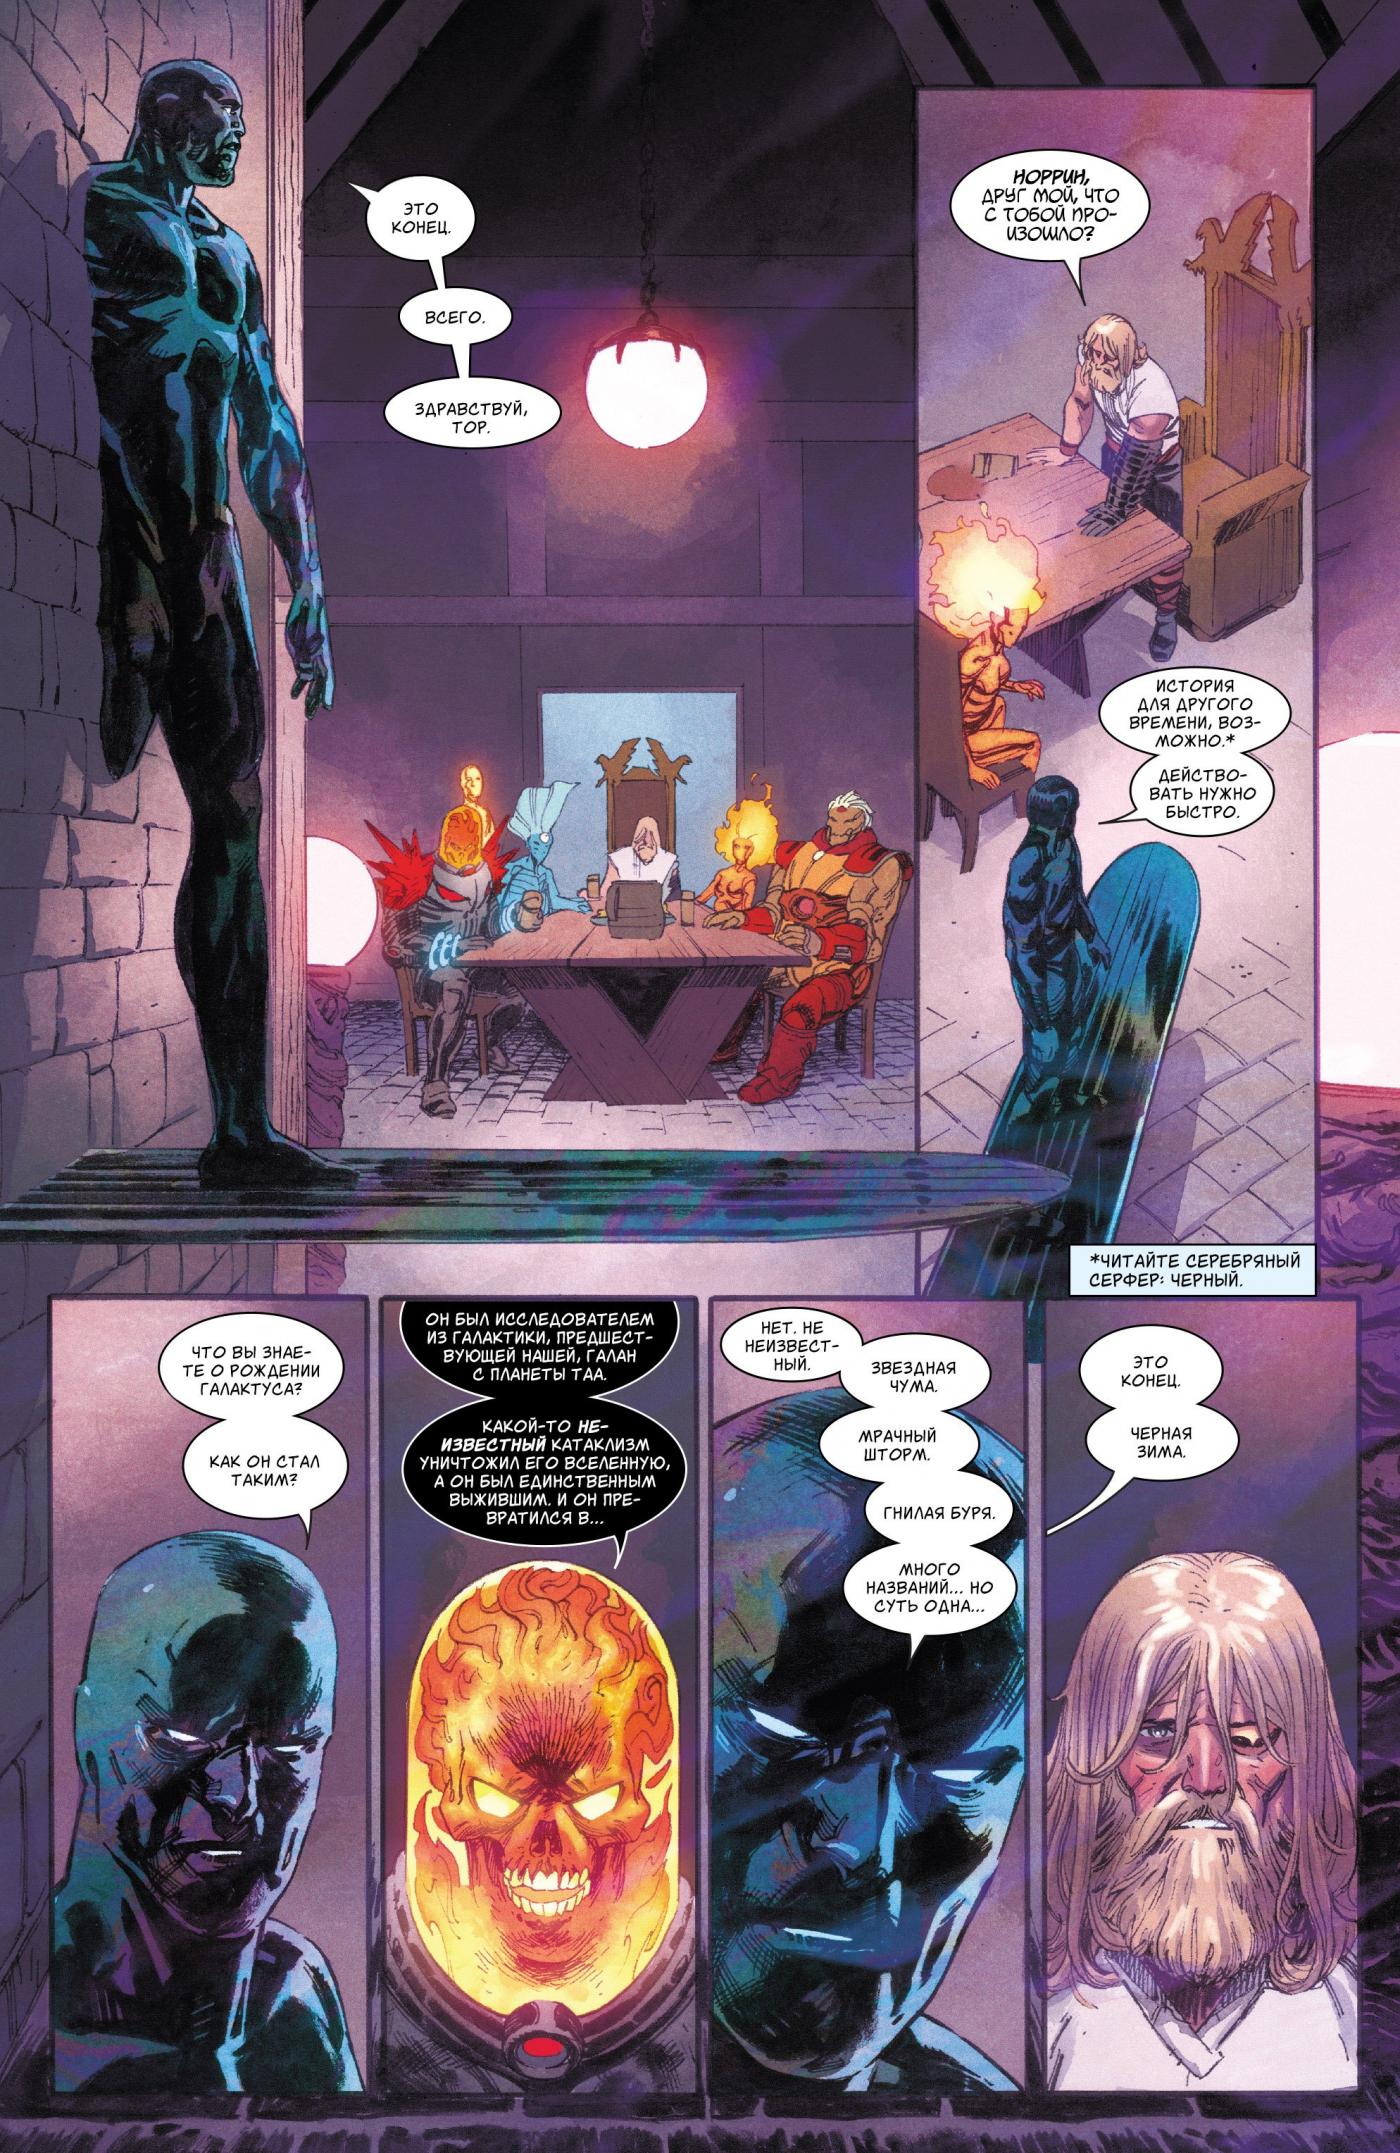 ЭТО
КОНЕЦ.
ВСЕГО.
ЗДРАВСТВУЙ,
ТОР.
НОРРИН,
ДРУГ МОЙ, ЧТО
С ТОБОЙ ПРО-
ИЗОШЛО?
ИСТОРИЯ
ДЛЯ ДРУГОГО
ВРЕМЕНИ, ВОЗ-
МОЖНО.*
ДЕЙСТВО-
ВАТЬ НУЖНО
БЫСТРО.
*ЧИТАЙТЕ СЕРЕБРЯНЫЙ
СЕРФЕР: ЧЕРНЫЙ.
ЧТО ВЫ ЗНАЕ-
ТЕ О РОЖДЕНИИ
ГАЛАКТУСА?
КАК ОН СТАЛ
ТАКИМ?
ОН БЫЛ ИССЛЕДОВАТЕЛЕМ
ИЗ ГАЛАКТИКИ, ПРЕДШЕСТ-
ВУЮЩЕЙ НАШЕЙ, ГАЛАН
С ПЛАНЕТЫ ТАА.
КАКОЙ-ТО НЕ-
ИЗВЕСТНЫЙ КАТАКЛИЗМ
УНИЧТОЖИЛ ЕГО ВСЕЛЕННУЮ,
А ОН БЫЛ ЕДИНСТВЕННЫМ
ВЫЖИВШИМ. И ОН ПРЕ-
ВРАТИЛСЯ В...
НЕТ. НЕ
НЕИЗВЕСТ-
НЫЙ.
ЗВЕЗДНАЯ
ЧУМА.
МРАЧНЫЙ
ШТОРМ.
ГНИЛАЯ БУРЯ.
МНОГО
НАЗВАНИЙ... НО
СУТЬ ОДНА...
ЭТО
КОНЕЦ.
ЧЕРНАЯ
ЗИМА.